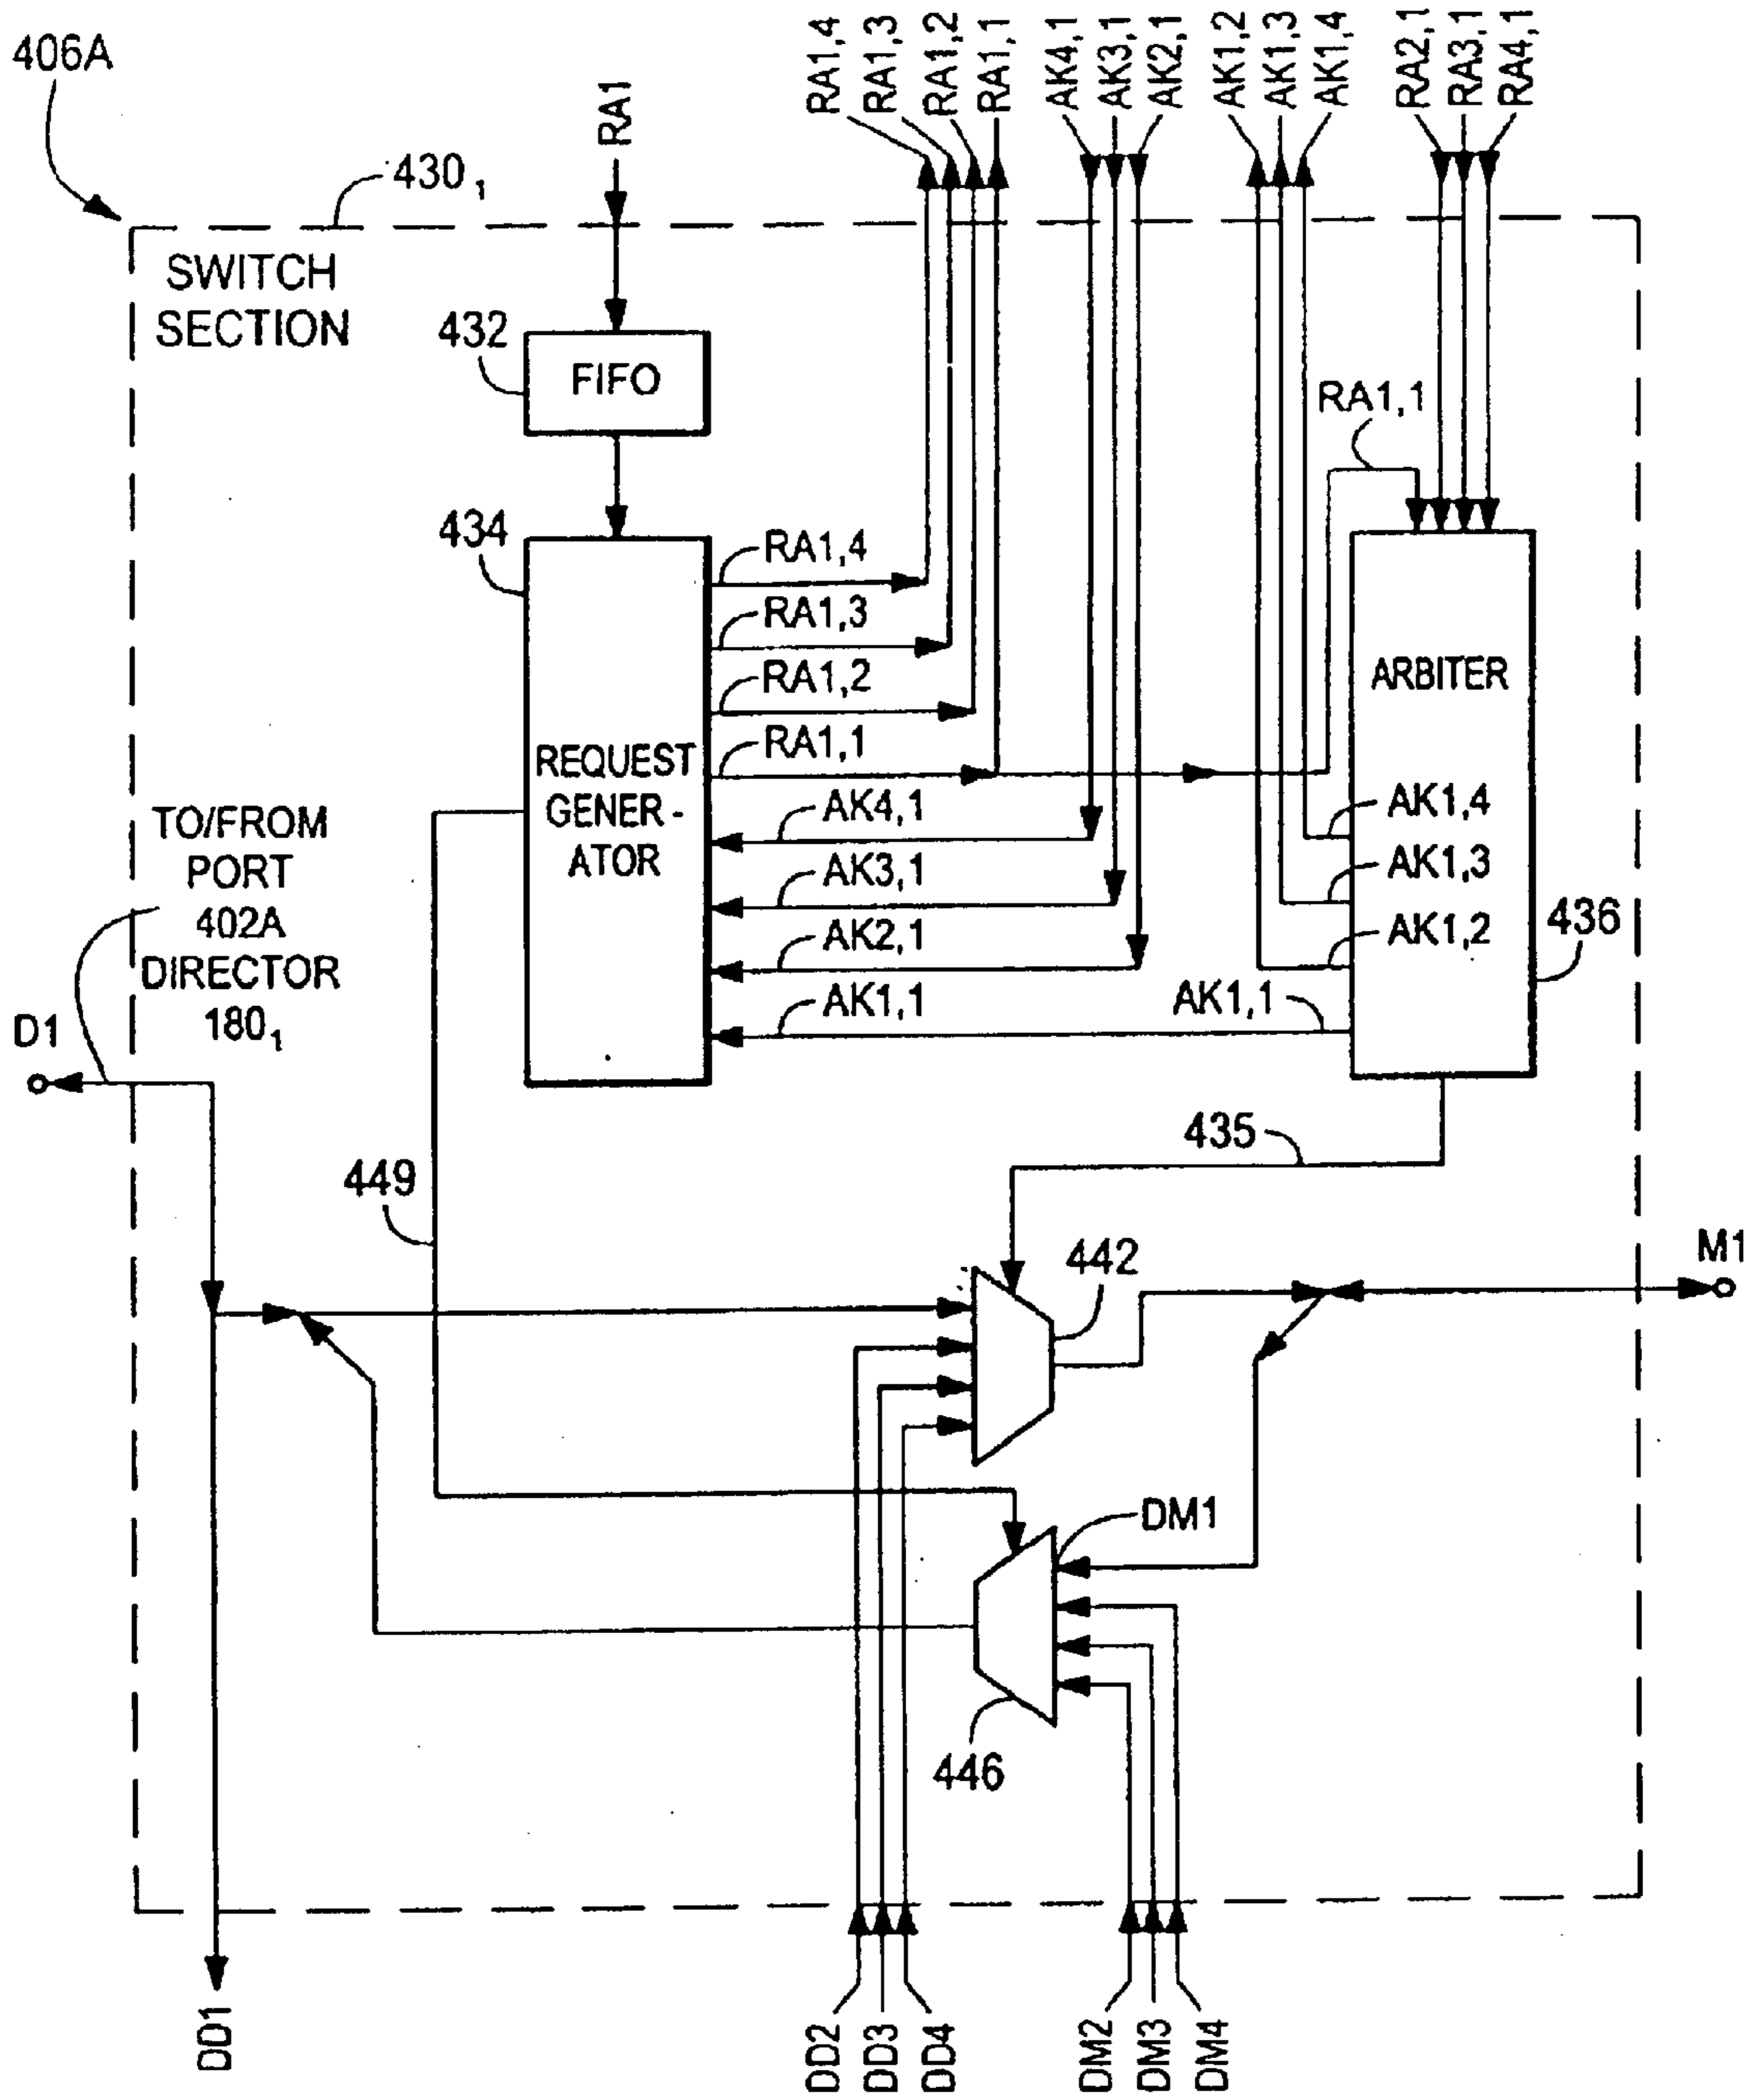 406A
RA1
RA1,4
RA1,3
RA1,2
RA1,1
AK4,1
AK3,1
AK2,1
AK1,2
AK1,3
AK1,4
RA2,1
RA3,1
RA4,1
430₁
SWITCH
SECTION
432
FIFO
RA1,1
434
RA1,4
RA1,3
RA1,2
RA1,1
REQUEST
GENER-
ATOR
AK4,1
AK3,1
AK2,1
AK1,1
ARBITER
AK1,4
AK1,3
AK1,2
AK1,1
436
TO/FROM
PORT
402A
DIRECTOR
180₁
D1
435
449
442
M1
DM1
446
DD1
DD2
DD3
DD4
DM2
DM3
DM4